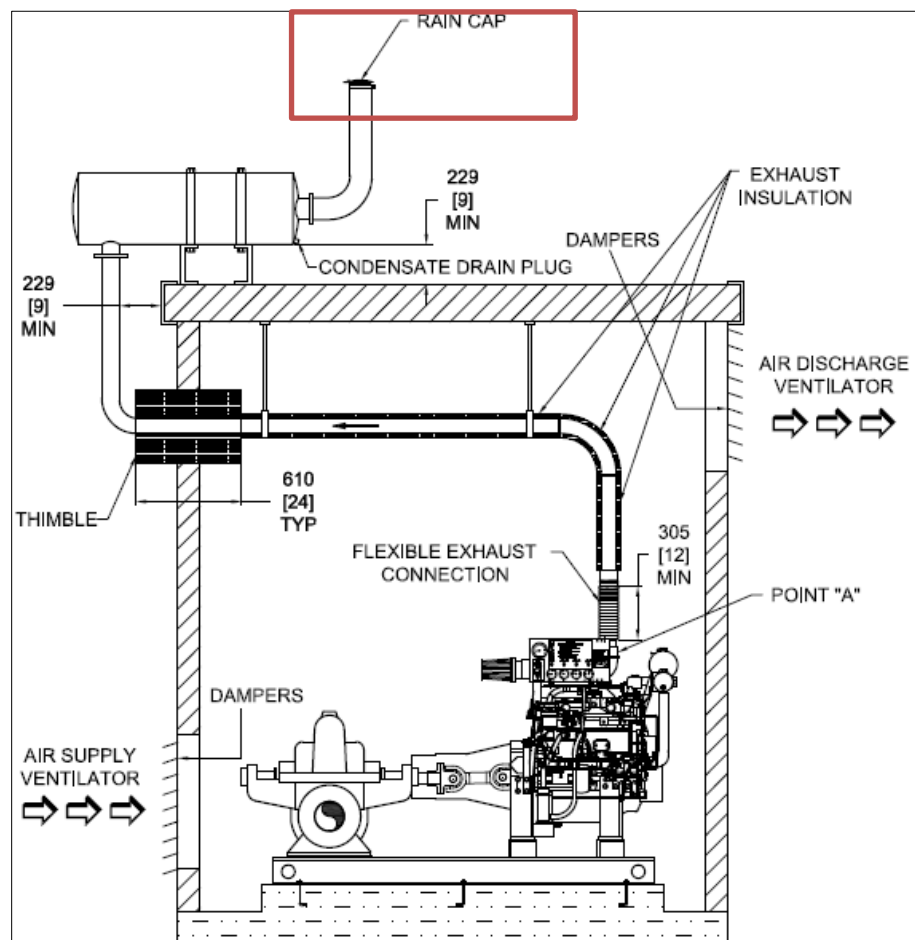 RAIN CAP
229
[9]
MIN
EXHAUST
INSULATION
DAMPERS
CONDENSATE DRAIN PLUG
229
[9]
MIN
AIR DISCHARGE
VENTILATOR
THIMBLE
610
[24]
TYP
FLEXIBLE EXHAUST
CONNECTION
305
[12]
MIN
POINT "A"
DAMPERS
AIR SUPPLY
VENTILATOR